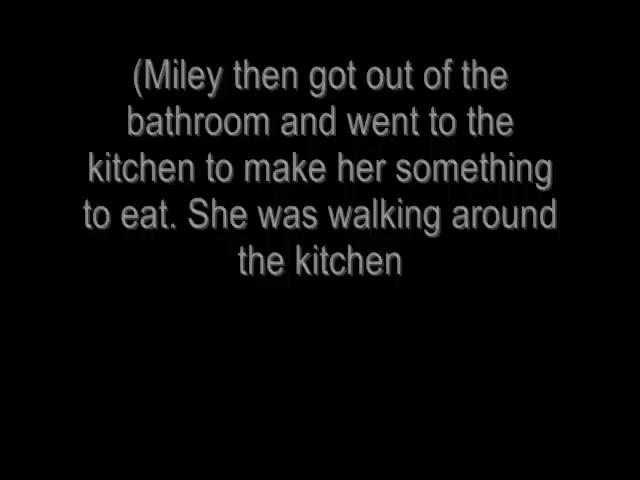 (Miley then got out of the
bathroom and went to the
kitchen to make her something
to eat. She was walking around
the kitchen